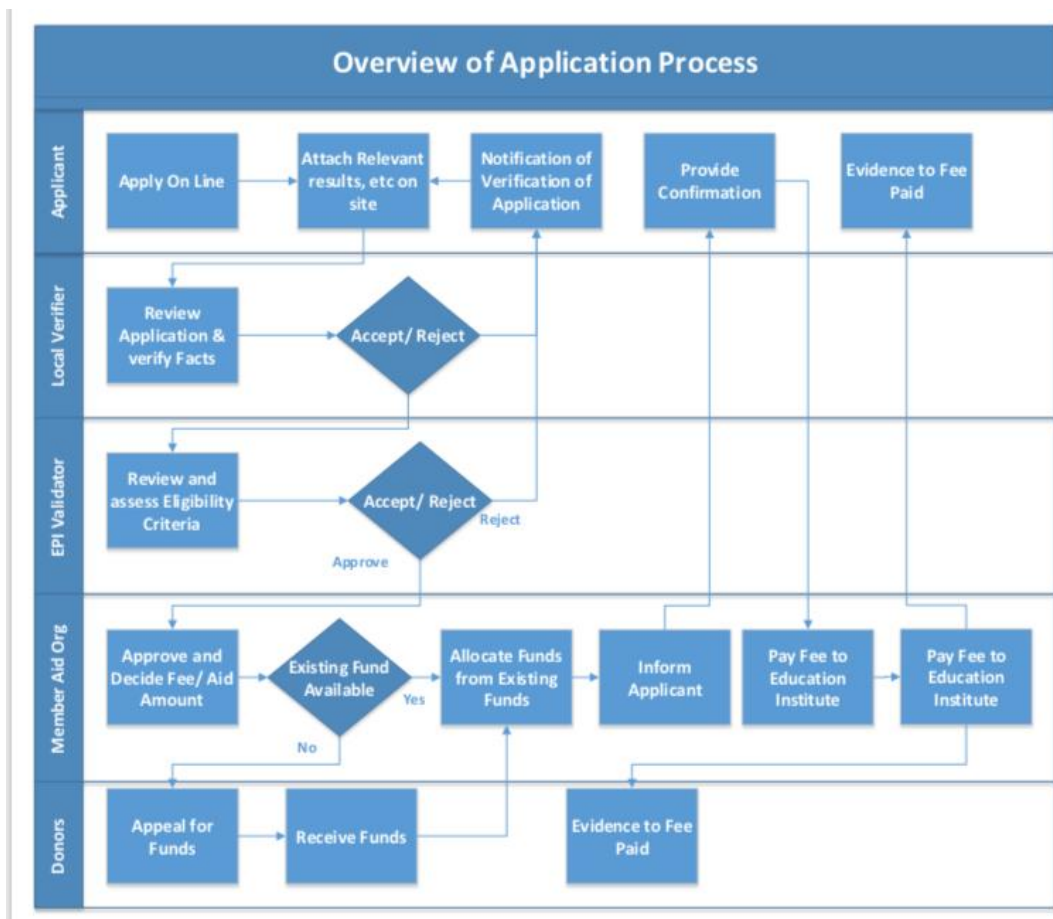 Overview of Application Process
Applicant
Apply On Line
Attach Relevant
results, etc on
site
Notification of
Verification of
Application
Provide
Confirmation
Evidence to Fee
Paid
Local Verifier
Review
Application &
verify Facts
Accept/ Reject
EPI Validator
Review and
assess Eligibility
Criteria
Accept/ Reject
Reject
Approve
Member Aid Org
Approve and
Decide Fee/ Aid
Amount
Existing Fund
Available
Yes
No
Allocate Funds
from Existing
Funds
Inform
Applicant
Pay Fee to
Education
Institute
Pay Fee to
Education
Institute
Donors
Appeal for
Funds
Receive Funds
Evidence to Fee
Paid